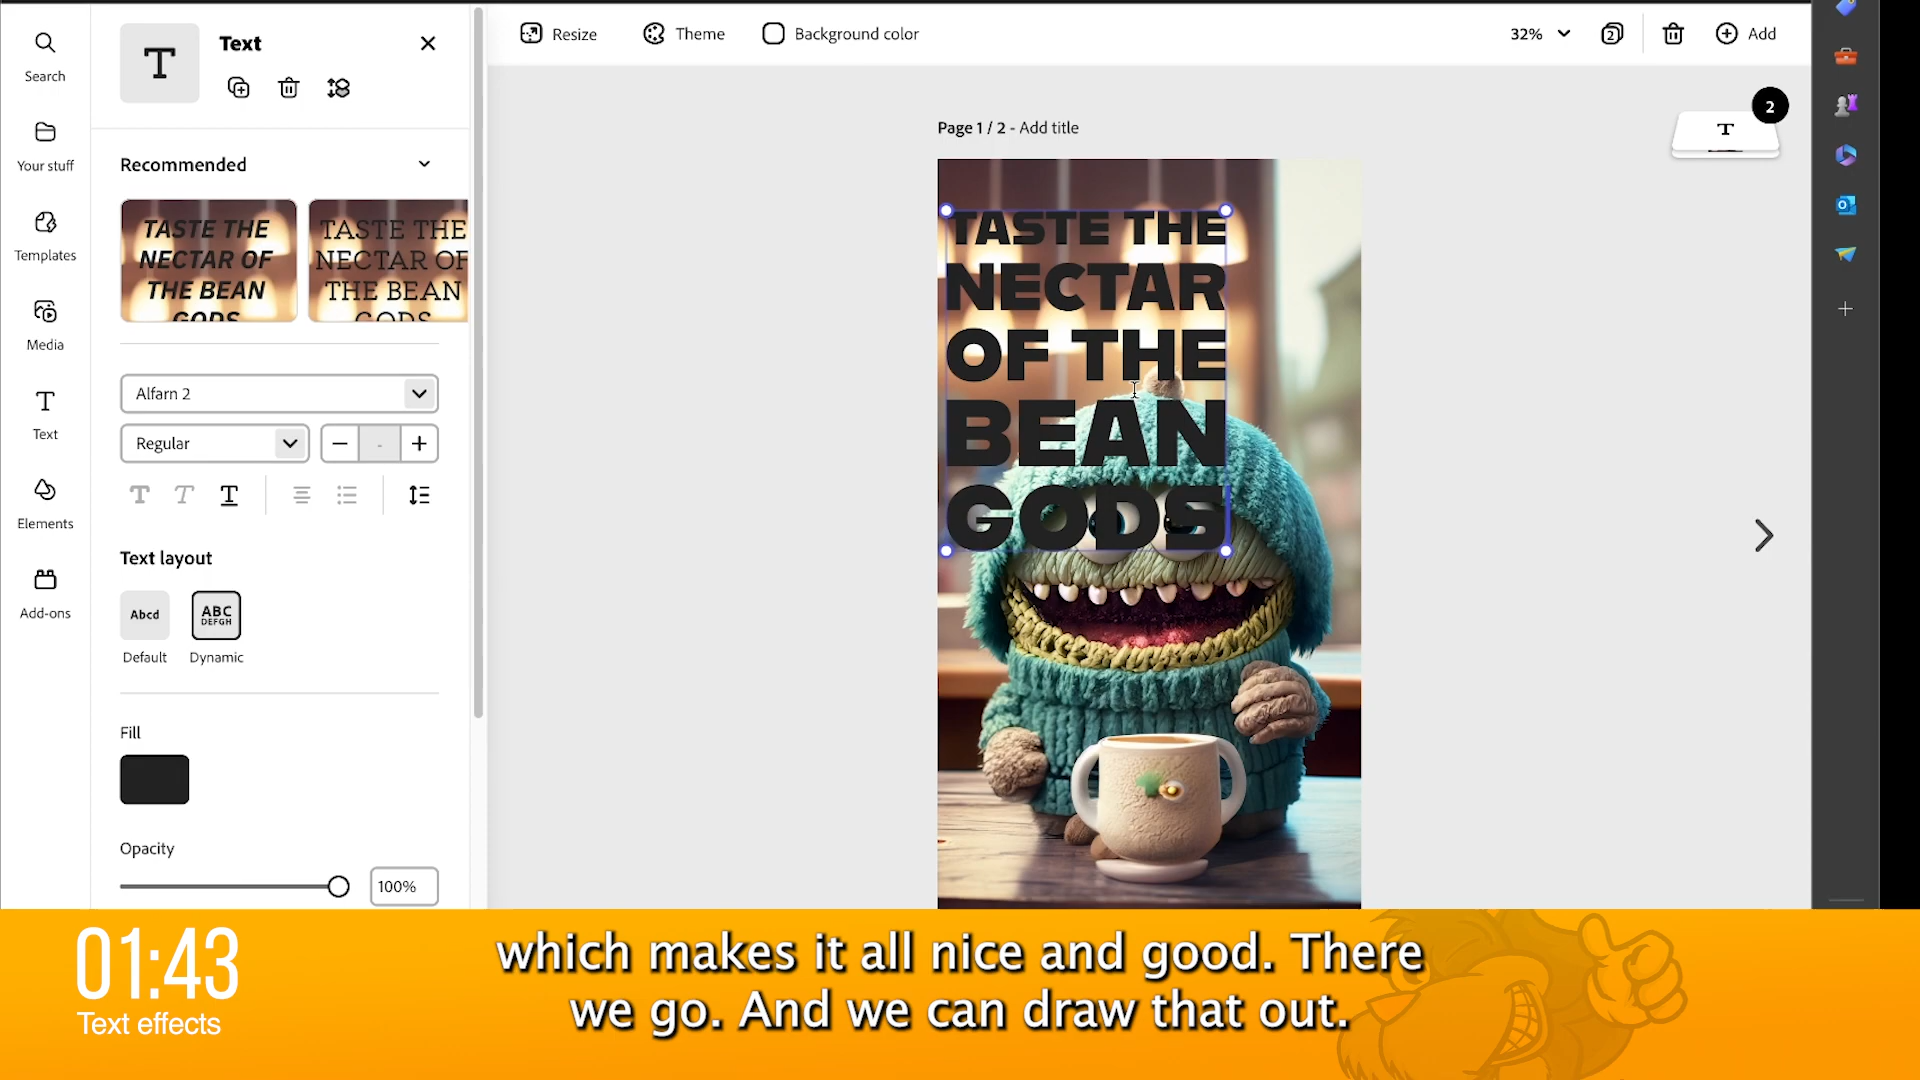 Search
Your stuff
Templates
Media
Text
Elements
Add-ons
T
Text
Recommended
TASTE THE
NECTAR OF
THE BEAN
GODS
TASTE THE
NECTAR OF
THE BEAN
GODS
Alfarn 2
Regular
-
T T T
Text layout
Abcd
Default
ABC
DEFGH
Dynamic
Fill
Opacity
100%
Resize
Theme
Background color
32%
2
Add
2
T
Page 1 / 2 - Add title
TASTE THE
NECTAR
OF THE
BEAN
GODS
01:43
Text effects
which makes it all nice and good. There
we go. And we can draw that out.